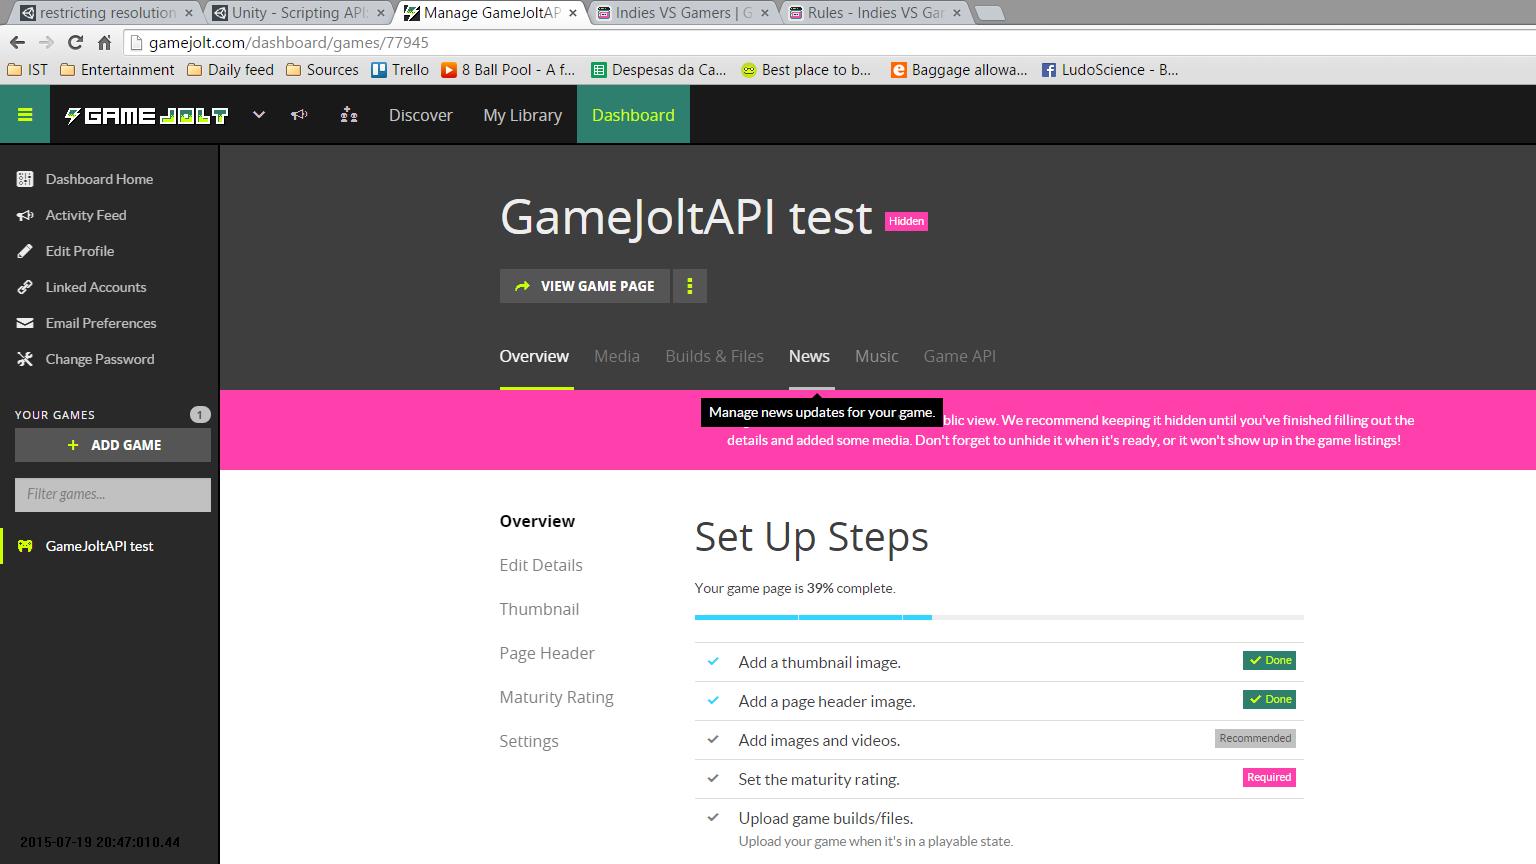 restricting resolution
Unity - Scripting API:
Manage GameJoltAP
Indies VS Gamers | G
Rules - Indies VS Gar
gamejolt.com/dashboard/games/77945
IST
Entertainment
Daily feed
Sources
Trello
8 Ball Pool - A f...
Despesas da Ca...
Best place to b...
Baggage allowa...
LudoScience - B...
GAME JOLT
Discover
My Library
Dashboard
Dashboard Home
Activity Feed
Edit Profile
Linked Accounts
Email Preferences
Change Password
YOUR GAMES 1
+ ADD GAME
Filter games...
GameJoltAPI test
2015-07-19 20:47:010.44
GameJoltAPI test Hidden
VIEW GAME PAGE
Overview Media Builds & Files News Music Game API
Manage news updates for your game.
blic view. We recommend keeping it hidden until you've finished filling out the
details and added some media. Don't forget to unhide it when it's ready, or it won't show up in the game listings!
Overview
Edit Details
Thumbnail
Page Header
Maturity Rating
Settings
Set Up Steps
Your game page is 39% complete.
Add a thumbnail image. Done
Add a page header image. Done
Add images and videos. Recommended
Set the maturity rating. Required
Upload game builds/files.
Upload your game when it's in a playable state.